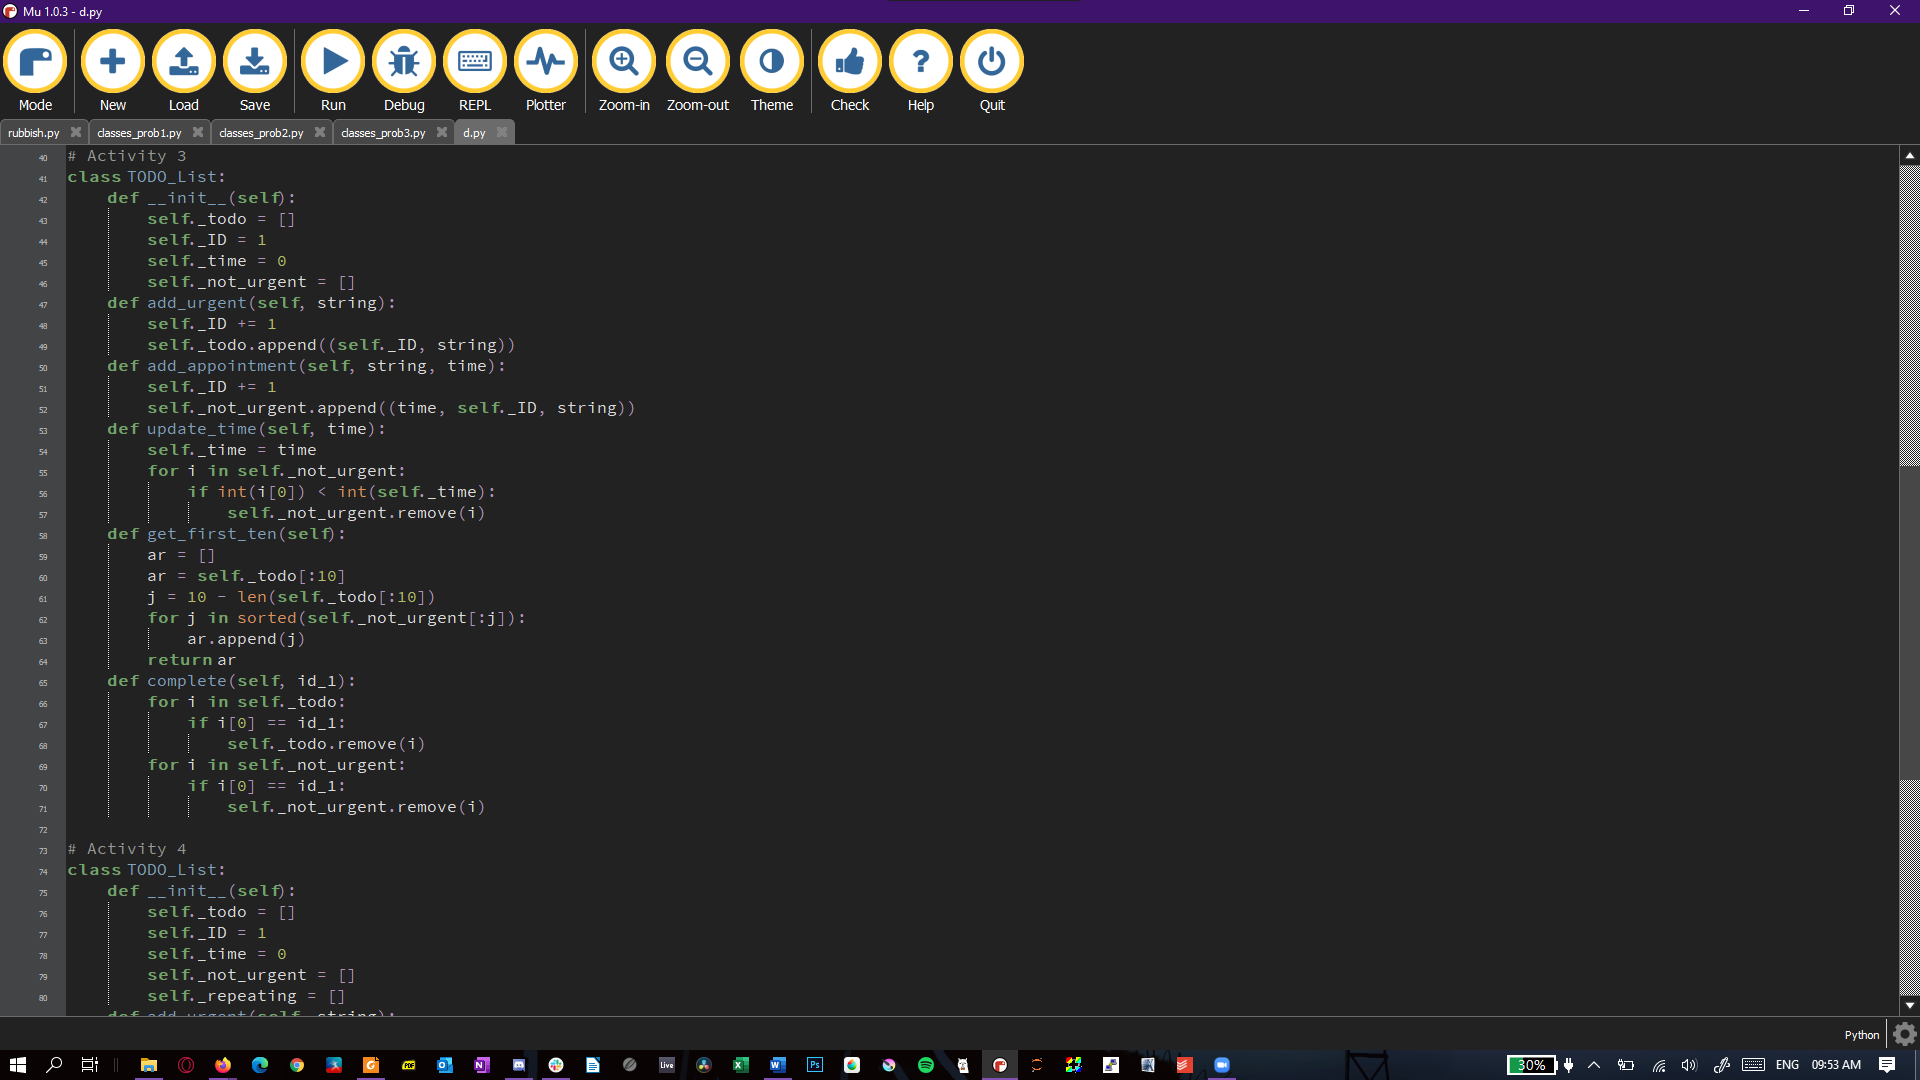 Mu 1.0.3 - d.py
Mode New Load Save Run Debug REPL Plotter Zoom-in Zoom-out Theme Check Help Quit
rubbish.py classes_prob1.py classes_prob2.py classes_prob3.py d.py
40 # Activity 3
41 class TODO_List:
42     def __init__(self):
43         self._todo = []
44         self._ID = 1
45         self._time = 0
46         self._not_urgent = []
47     def add_urgent(self, string):
48         self._ID += 1
49         self._todo.append((self._ID, string))
50     def add_appointment(self, string, time):
51         self._ID += 1
52         self._not_urgent.append((time, self._ID, string))
53     def update_time(self, time):
54         self._time = time
55         for i in self._not_urgent:
56             if int(i[0]) < int(self._time):
57                 self._not_urgent.remove(i)
58     def get_first_ten(self):
59         ar = []
60         ar = self._todo[:10]
61         j = 10 - len(self._todo[:10])
62         for j in sorted(self._not_urgent[:j]):
63             ar.append(j)
64         return ar
65     def complete(self, id_1):
66         for i in self._todo:
67             if i[0] == id_1:
68                 self._todo.remove(i)
69         for i in self._not_urgent:
70             if i[0] == id_1:
71                 self._not_urgent.remove(i)
72
73 # Activity 4
74 class TODO_List:
75     def __init__(self):
76         self._todo = []
77         self._ID = 1
78         self._time = 0
79         self._not_urgent = []
80         self._repeating = []
    def add_urgent(self, string):
Python
Live Ps 30% ENG 09:53 AM